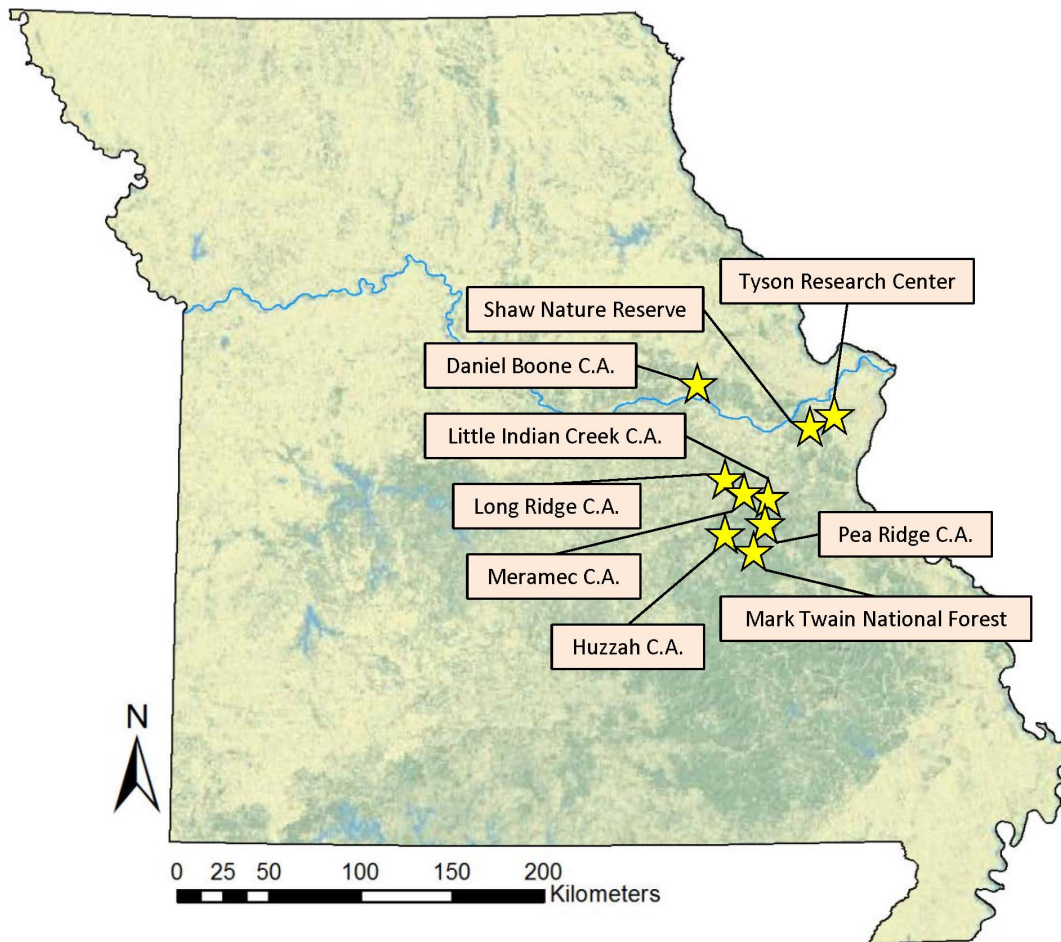 Tyson Research Center
Shaw Nature Reserve
Daniel Boone C.A.
Little Indian Creek C.A.
Long Ridge C.A.
Pea Ridge C.A.
Meramec C.A.
Mark Twain National Forest
Huzzah C.A.
N
0 25 50 100 150 200
Kilometers